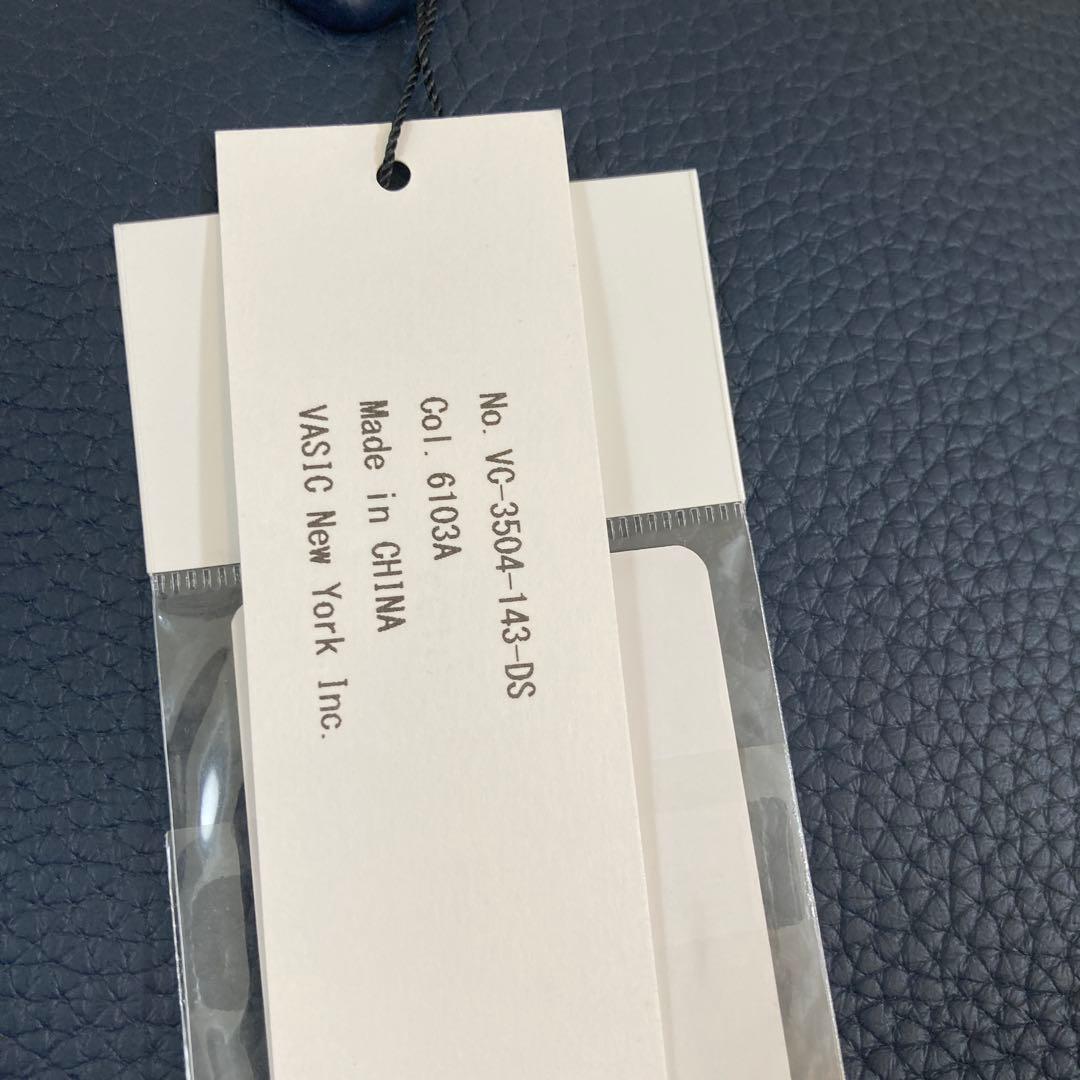 No. VC-3504-143-DS
Col. 6103A
Made in CHINA
VASIC New York Inc.